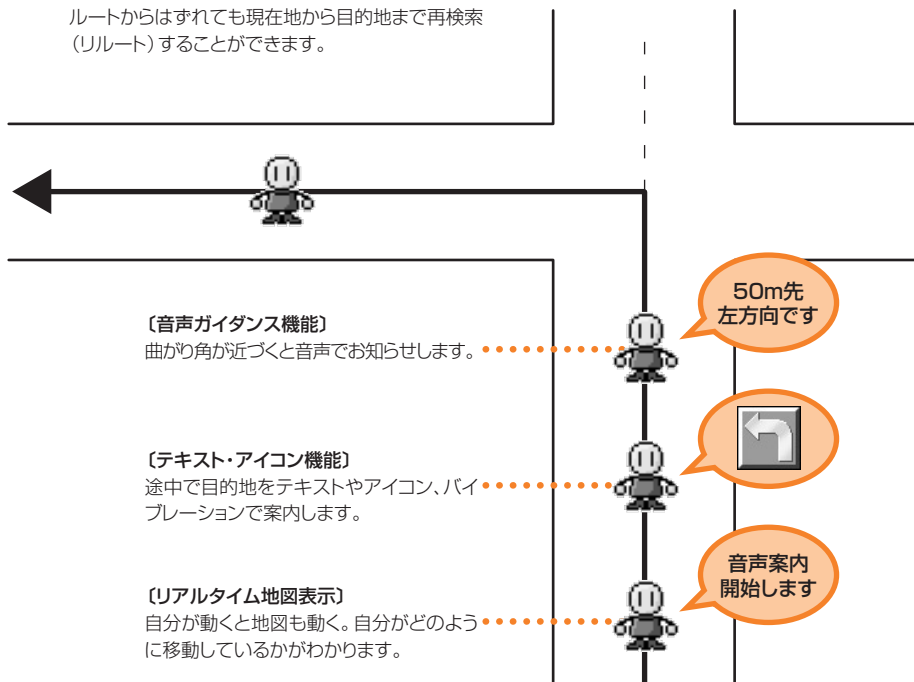 ルートからはずれても現在地から目的地まで再検索
(リルート)することができます。
50m先
左方向です
〔音声ガイダンス機能〕
曲がり角が近づくと音声でお知らせします。
〔テキスト・アイコン機能〕
途中で目的地をテキストやアイコン、バイ
ブレーションで案内します。
音声案内
開始します
〔リアルタイム地図表示〕
自分が動くと地図も動く。自分がどのよう
に移動しているかがわかります。